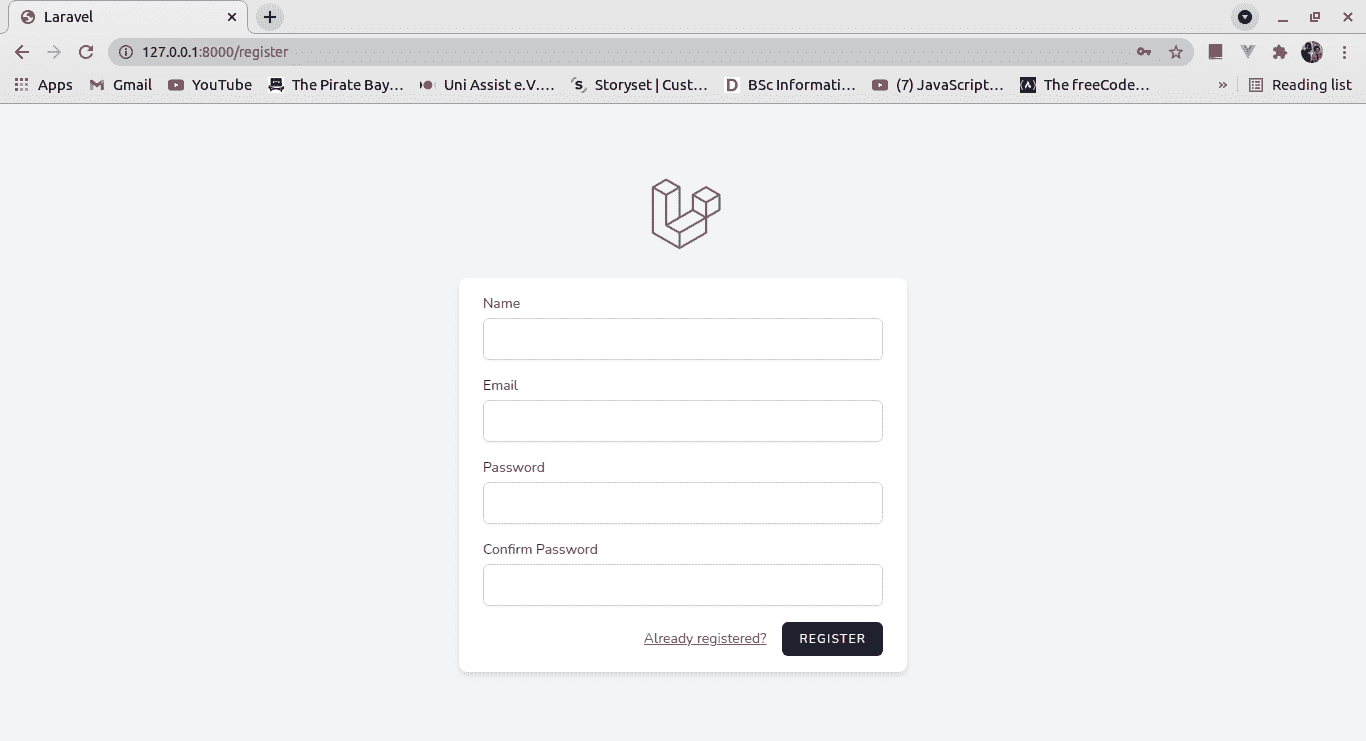 Laravel
127.0.0.1:8000/register
Apps Gmail YouTube The Pirate Bay... Uni Assist e.V.... Storyset | Cust... BSc Informati... (7) JavaScript... The freeCode... » Reading list
Name
Email
Password
Confirm Password
Already registered? REGISTER